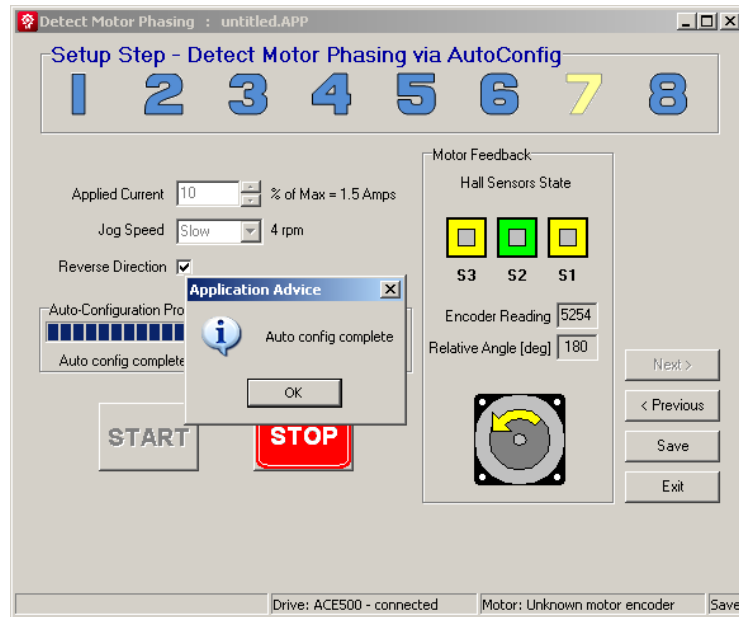 Detect Motor Phasing : untitled.APP
Setup Step - Detect Motor Phasing via AutoConfig
1 2 3 4 5 6 7 8
Applied Current 10 % of Max = 1.5 Amps
Jog Speed Slow 4 rpm
Reverse Direction
Auto-Configuration Pro
Auto config complete
Application Advice
Auto config complete
OK
START
STOP
Motor Feedback
Hall Sensors State
S3 S2 S1
Encoder Reading 5254
Relative Angle [deg] 180
Next >
< Previous
Save
Exit
Drive: ACE500 - connected
Motor: Unknown motor encoder
Save